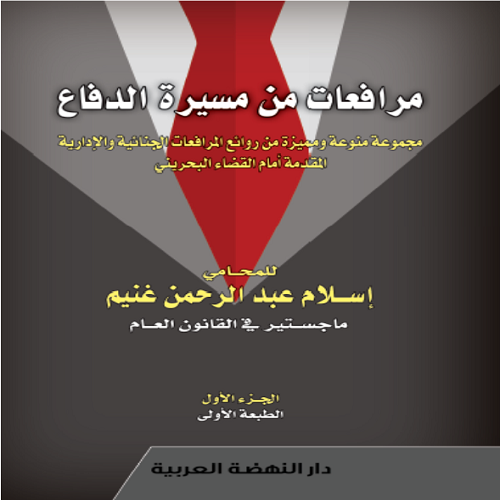 مرافعات من مسيرة الدفاع
مجموعة منوعة ومميزة من روائع المرافعات الجنائية والإدارية
المقدمة أمام القضاء البحريني
للمحامي
إسلام عبد الرحمن غنيم
ماجستير في القانون العام
الجزء الأول
الطبعة الأولى
دار النهضة العربية